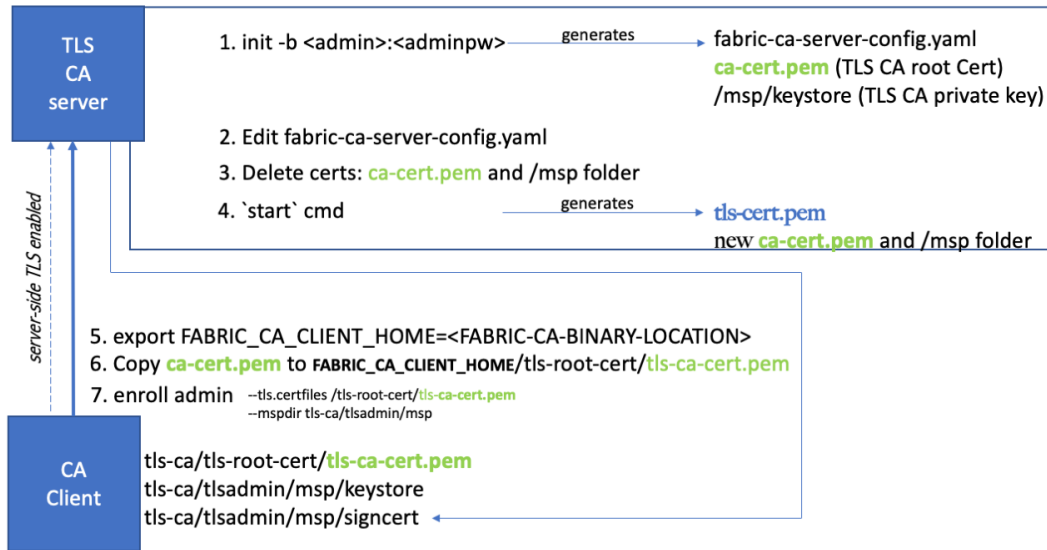 TLS
CA
server
1. init -b <admin>:<adminpw>
generates
fabric-ca-server-config.yaml
ca-cert.pem (TLS CA root Cert)
/msp/keystore (TLS CA private key)
2. Edit fabric-ca-server-config.yaml
3. Delete certs: ca-cert.pem and /msp folder
4. `start` cmd
generates
tls-cert.pem
new ca-cert.pem and /msp folder
server-side TLS enabled
5. export FABRIC_CA_CLIENT_HOME=<FABRIC-CA-BINARY-LOCATION>
6. Copy ca-cert.pem to FABRIC_CA_CLIENT_HOME/tls-root-cert/tls-ca-cert.pem
7. enroll admin --tls.certfiles /tls-root-cert/tls-ca-cert.pem
--mspdir tls-ca/tlsadmin/msp
CA
Client
tls-ca/tls-root-cert/tls-ca-cert.pem
tls-ca/tlsadmin/msp/keystore
tls-ca/tlsadmin/msp/signcert